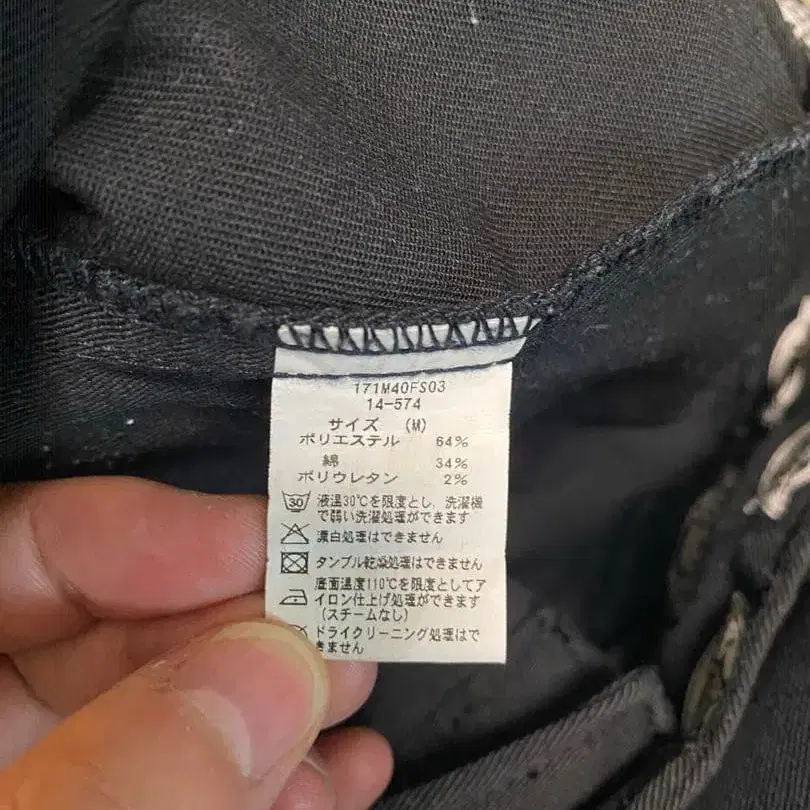 171M40FS03
14-574
サイズ (M)
ポリエステル 64%
綿 34%
ポリウレタン 2%
30 液温30℃を限度とし、洗濯機
で弱い洗濯処理ができます
漂白処理はできません
タンブル乾燥処理はできません
底面温度110℃を限度としてア
イロン仕上げ処理ができます
(スチームなし)
ドライクリーニング処理はで
きません